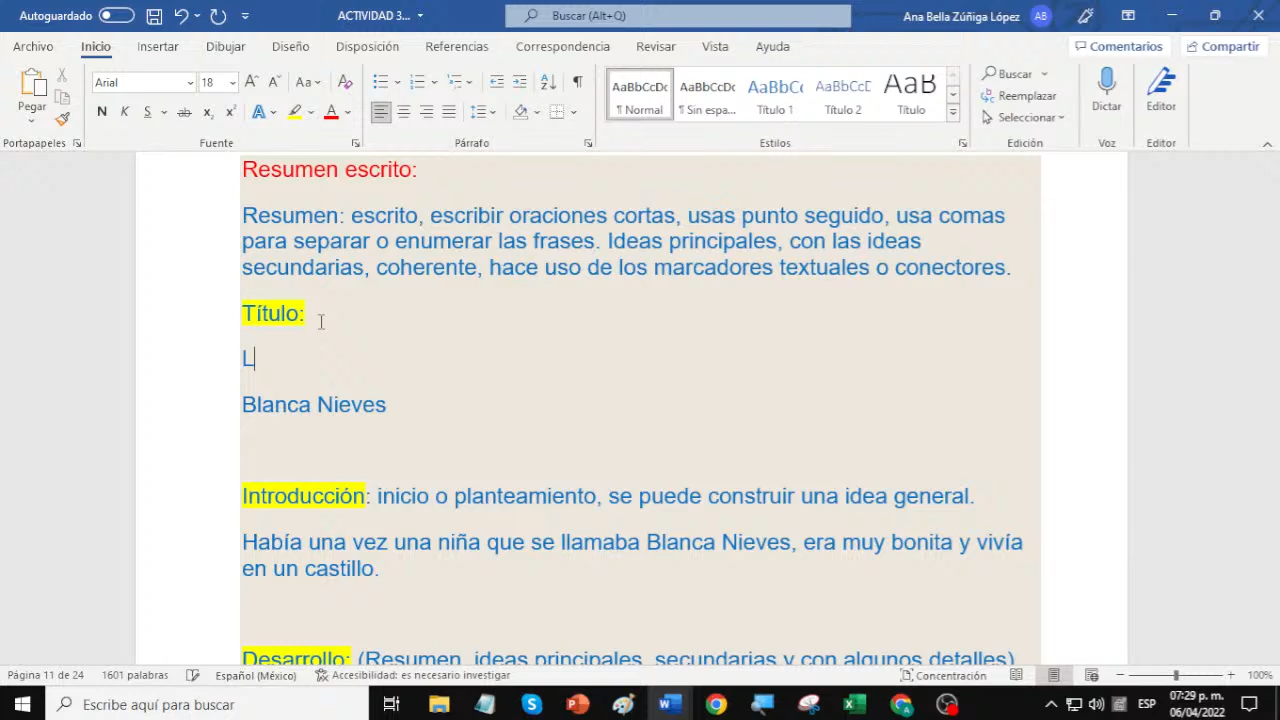 Autoguardado
ACTIVIDAD 3...
Buscar (Alt+Q)
Ana Bella Zúñiga López
AB
Archivo
Inicio
Insertar
Dibujar
Diseño
Disposición
Referencias
Correspondencia
Revisar
Vista
Ayuda
Comentarios
Compartir
Pegar
Arial
18
Aa
N K S ab x₂ x² A A
AaBbCcDc
AaBbCcDc
AaBbCc
AaBbCcD
AaB
¶ Normal
¶ Sin espa...
Título 1
Título 2
Título
Buscar
Reemplazar
Seleccionar
Dictar
Editor
Portapapeles
Fuente
Párrafo
Estilos
Edición
Voz
Editor
Resumen escrito:
Resumen: escrito, escribir oraciones cortas, usas punto seguido, usa comas
para separar o enumerar las frases. Ideas principales, con las ideas
secundarias, coherente, hace uso de los marcadores textuales o conectores.
Título:
L
Blanca Nieves
Introducción: inicio o planteamiento, se puede construir una idea general.
Había una vez una niña que se llamaba Blanca Nieves, era muy bonita y vivía
en un castillo.
Desarrollo: (Resumen, ideas principales, secundarias y con algunos detalles)
Página 11 de 24
1601 palabras
Español (México)
Accesibilidad: es necesario investigar
Concentración
100%
Escribe aquí para buscar
ESP
07:29 p. m.
06/04/2022